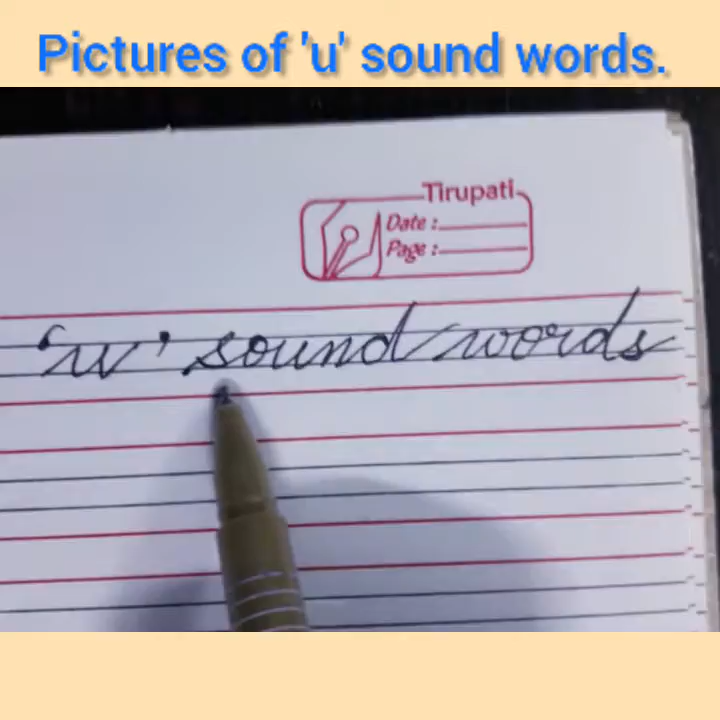 Pictures of 'u' sound words.
Tirupati
Date :
Page :
'u' sound words